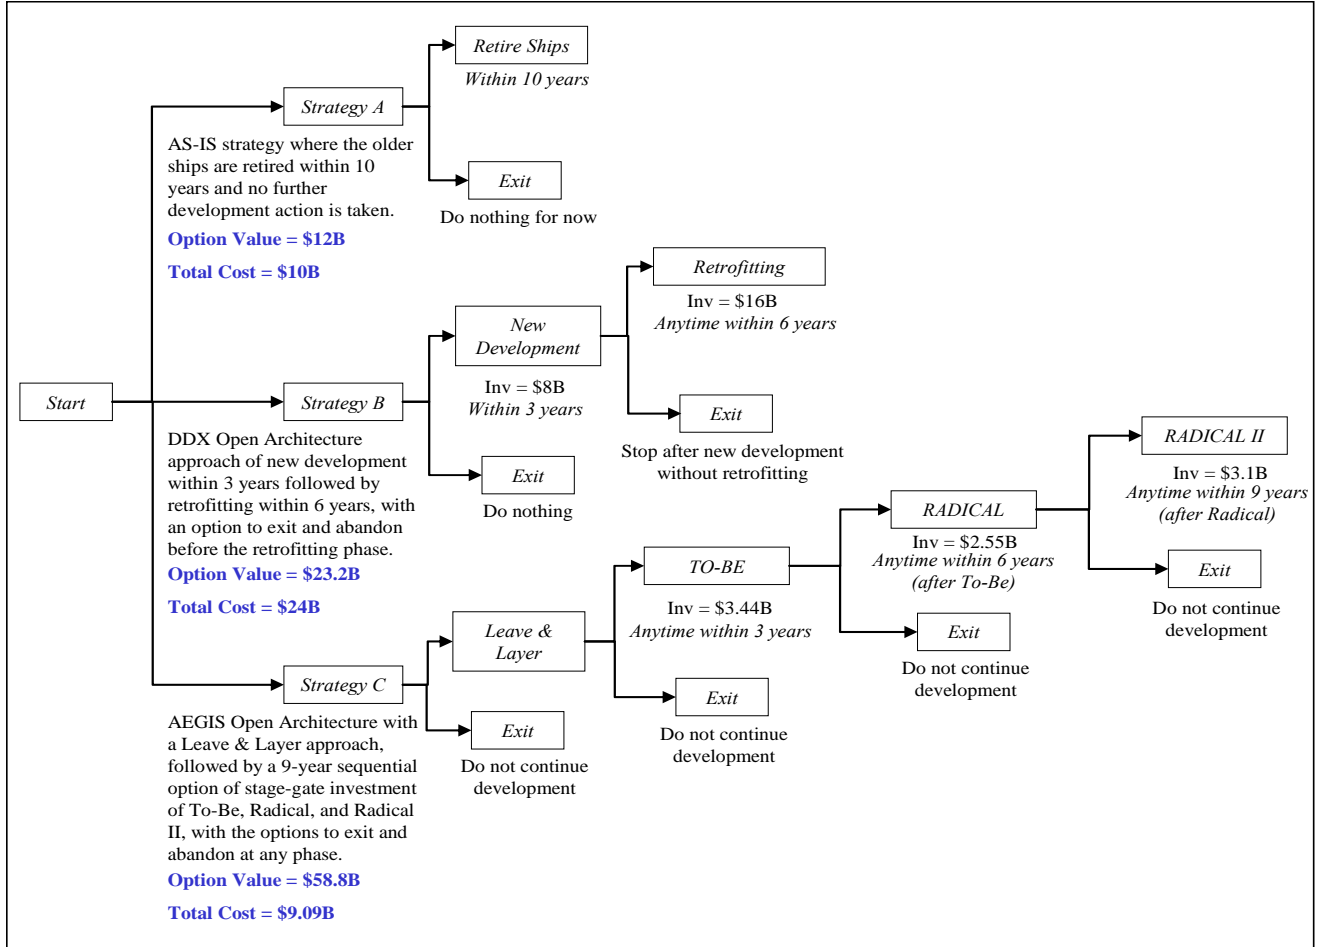 Start
Strategy A
AS-IS strategy where the older
ships are retired within 10
years and no further
development action is taken.
Option Value = $12B
Total Cost = $10B
Retire Ships
Within 10 years
Exit
Do nothing for now
Strategy B
DDX Open Architecture
approach of new development
within 3 years followed by
retrofitting within 6 years, with
an option to exit and abandon
before the retrofitting phase.
Option Value = $23.2B
Total Cost = $24B
New
Development
Inv = $8B
Within 3 years
Exit
Do nothing
Retrofitting
Inv = $16B
Anytime within 6 years
Exit
Stop after new development
without retrofitting
Strategy C
AEGIS Open Architecture with
a Leave & Layer approach,
followed by a 9-year sequential
option of stage-gate investment
of To-Be, Radical, and Radical
II, with the options to exit and
abandon at any phase.
Option Value = $58.8B
Total Cost = $9.09B
Leave &
Layer
Exit
Do not continue
development
TO-BE
Inv = $3.44B
Anytime within 3 years
Exit
Do not continue
development
RADICAL
Inv = $2.55B
Anytime within 6 years
(after To-Be)
Exit
Do not continue
development
RADICAL II
Inv = $3.1B
Anytime within 9 years
(after Radical)
Exit
Do not continue
development